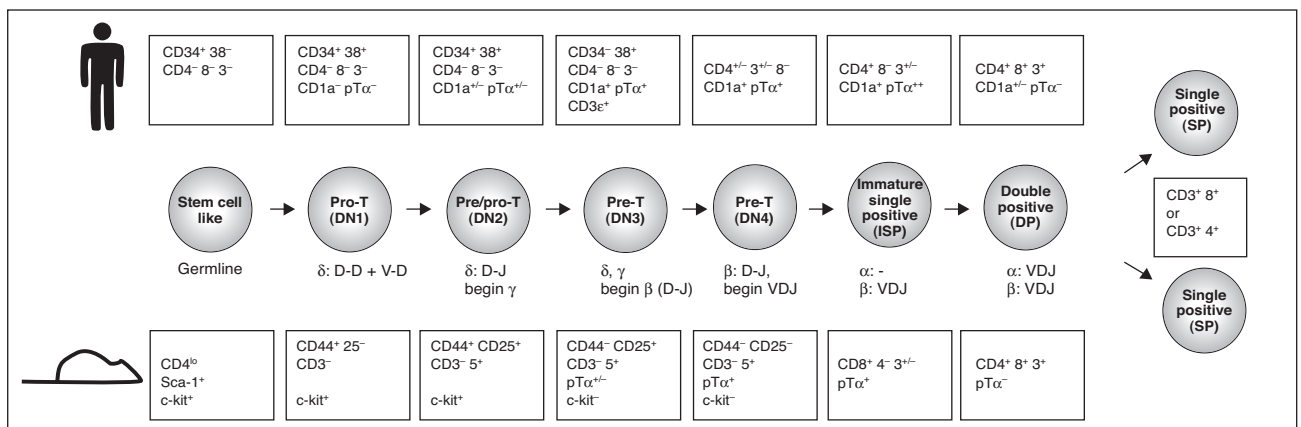 CD34⁺ 38⁻
CD4⁻ 8⁻ 3⁻
CD34⁺ 38⁺
CD4⁻ 8⁻ 3⁻
CD1a⁻ pTα⁻
CD34⁺ 38⁺
CD4⁻ 8⁻ 3⁻
CD1a⁺/⁻ pTα⁺/⁻
CD34⁻ 38⁺
CD4⁻ 8⁻ 3⁻
CD1a⁺ pTα⁺
CD3ε⁺
CD4⁺/⁻ 3⁺/⁻ 8⁻
CD1a⁺ pTα⁺
CD4⁺ 8⁻ 3⁺/⁻
CD1a⁺ pTα⁺⁺
CD4⁺ 8⁺ 3⁺
CD1a⁺/⁻ pTα⁻
Stem cell
like
Pro-T
(DN1)
Pre/pro-T
(DN2)
Pre-T
(DN3)
Pre-T
(DN4)
Immature
single
positive
(ISP)
Double
positive
(DP)
Single
positive
(SP)
CD3⁺ 8⁺
or
CD3⁺ 4⁺
Single
positive
(SP)
Germline
δ: D-D + V-D
δ: D-J
begin γ
δ, γ
begin β (D-J)
β: D-J,
begin VDJ
α: -
β: VDJ
α: VDJ
β: VDJ
CD4ˡᵒ
Sca-1⁺
c-kit⁺
CD44⁺ 25⁻
CD3⁻
c-kit⁺
CD44⁺ CD25⁺
CD3⁻ 5⁺
c-kit⁺
CD44⁻ CD25⁺
CD3⁻ 5⁺
pTα⁺/⁻
c-kit⁻
CD44⁻ CD25⁻
CD3⁻ 5⁺
pTα⁺
c-kit⁻
CD8⁺ 4⁻ 3⁺/⁻
pTα⁺
CD4⁺ 8⁺ 3⁺
pTα⁻